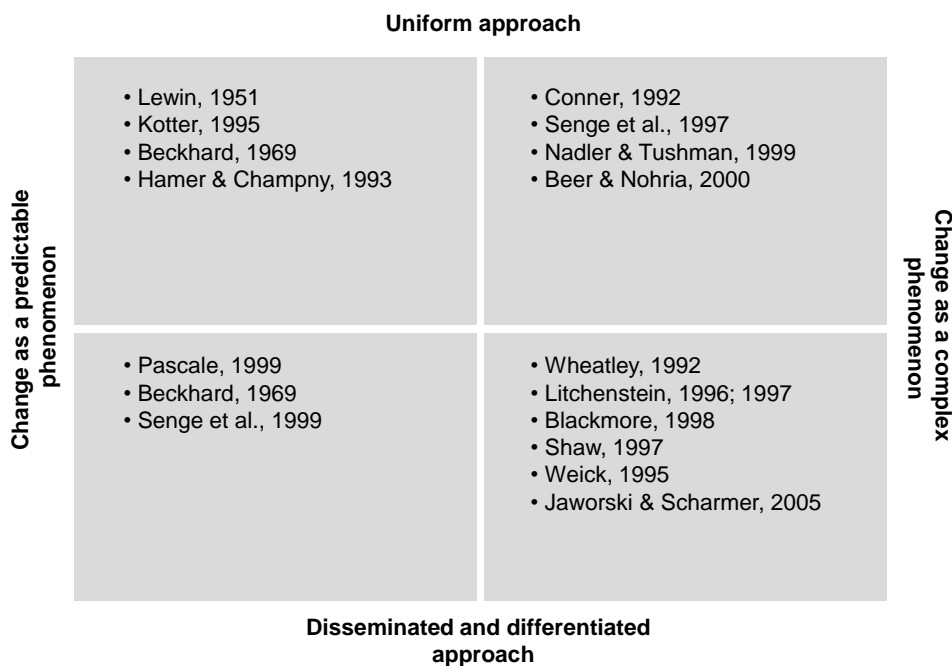 Uniform approach
• Lewin, 1951
• Kotter, 1995
• Beckhard, 1969
• Hamer & Champny, 1993
• Conner, 1992
• Senge et al., 1997
• Nadler & Tushman, 1999
• Beer & Nohria, 2000
Change as a predictable
phenomenon
Change as a complex
phenomenon
• Pascale, 1999
• Beckhard, 1969
• Senge et al., 1999
• Wheatley, 1992
• Litchenstein, 1996; 1997
• Blackmore, 1998
• Shaw, 1997
• Weick, 1995
• Jaworski & Scharmer, 2005
Disseminated and differentiated
approach